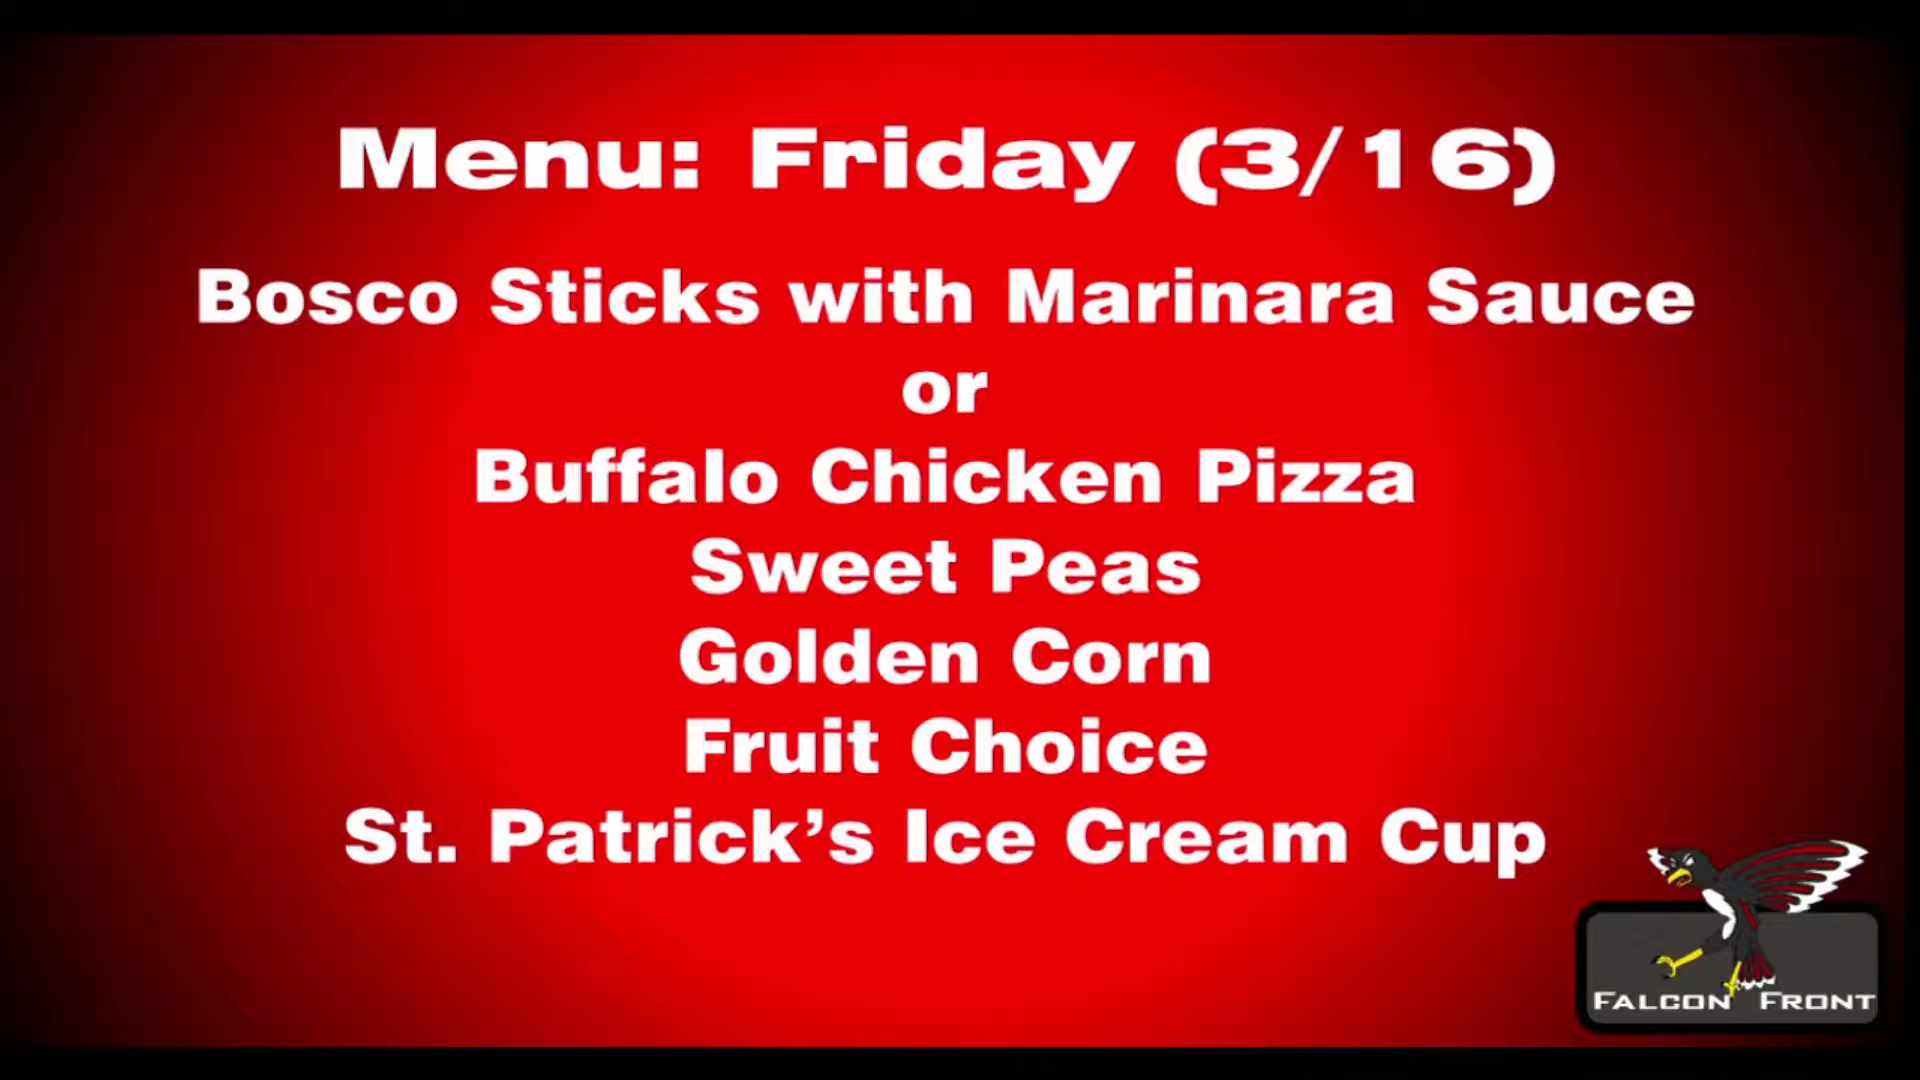 Menu: Friday (3/16)
Bosco Sticks with Marinara Sauce
or
Buffalo Chicken Pizza
Sweet Peas
Golden Corn
Fruit Choice
St. Patrick’s Ice Cream Cup
FALCON FRONT